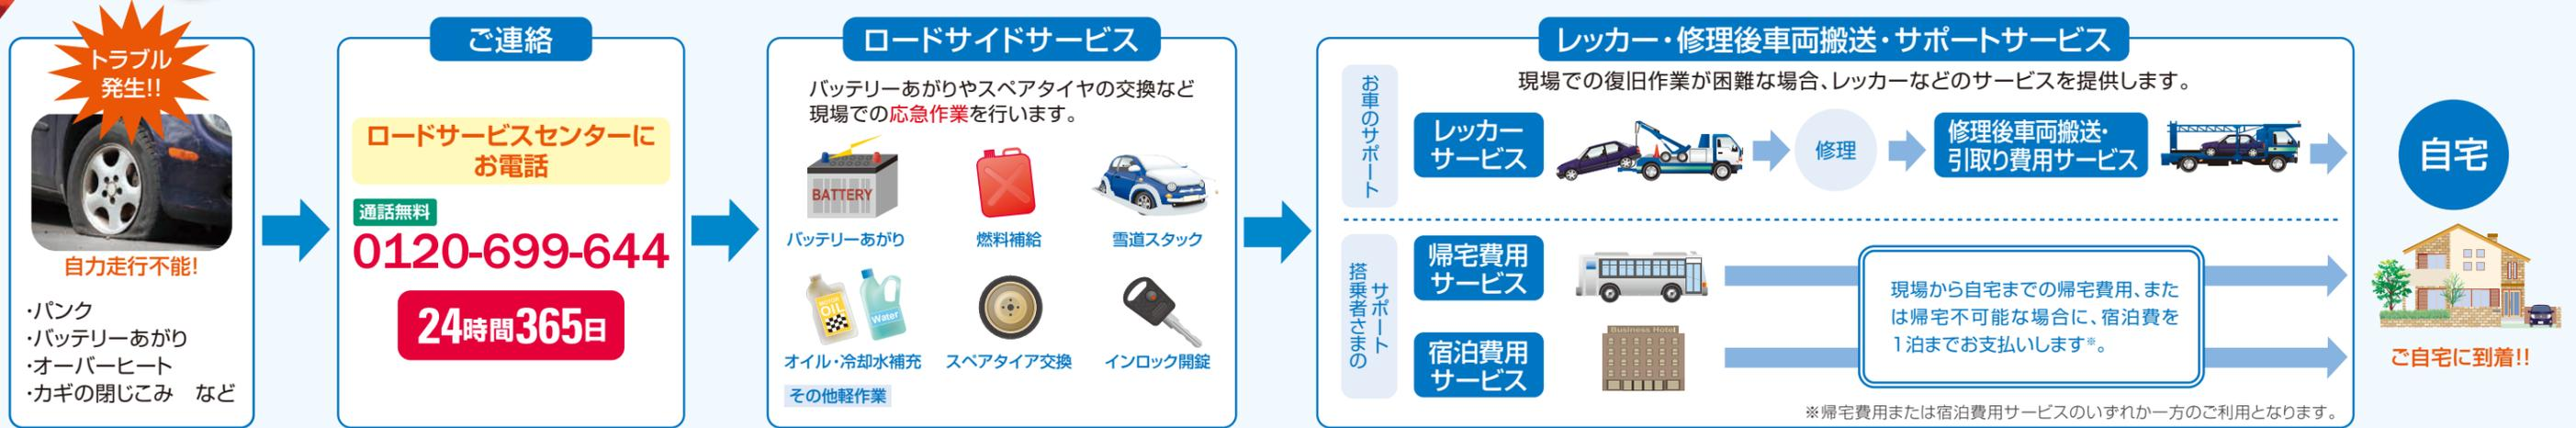 トラブル
発生!!
自力走行不能!
・パンク
・バッテリーあがり
・オーバーヒート
・カギの閉じこみ　など
ご連絡
ロードサービスセンターに
お電話
通話無料
0120-699-644
24時間365日
ロードサイドサービス
バッテリーあがりやスペアタイヤの交換など
現場での応急作業を行います。
BATTERY
バッテリーあがり
燃料補給
雪道スタック
OIL
Water
オイル・冷却水補充
スペアタイア交換
インロック開錠
その他軽作業
レッカー・修理後車両搬送・サポートサービス
お車のサポート
現場での復旧作業が困難な場合、レッカーなどのサービスを提供します。
レッカー
サービス
修理
修理後車両搬送・
引取り費用サービス
搭乗者さまの
サポート
帰宅費用
サービス
宿泊費用
サービス
Business Hotel
現場から自宅までの帰宅費用、また
は帰宅不可能な場合に、宿泊費を
1泊までお支払いします※。
※帰宅費用または宿泊費用サービスのいずれか一方のご利用となります。
自宅
ご自宅に到着!!